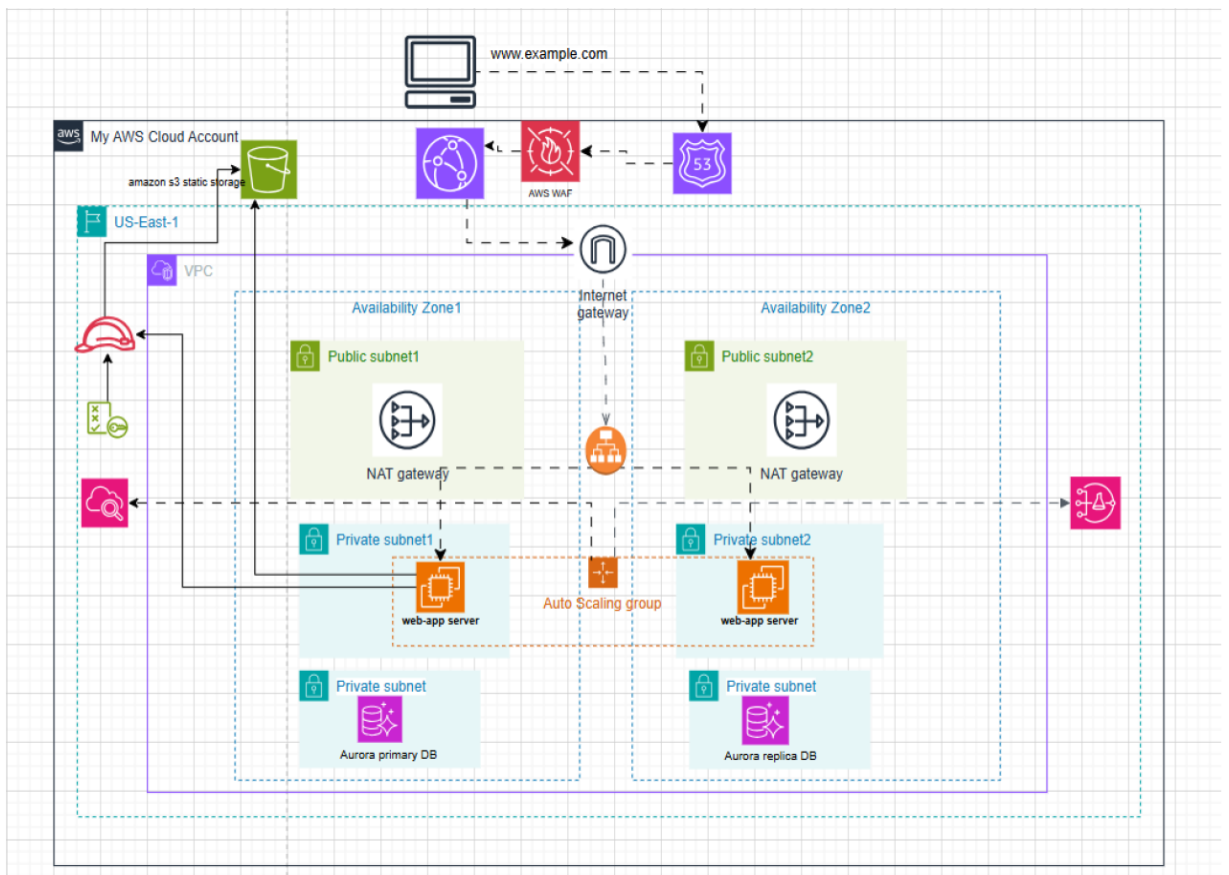 www.example.com
aws
My AWS Cloud Account
amazon s3 static storage
53
AWS WAF
US-East-1
VPC
Internet
gateway
Availability Zone1
Availability Zone2
Public subnet1
Public subnet2
NAT gateway
NAT gateway
Private subnet1
Private subnet2
Auto Scaling group
web-app server
web-app server
Private subnet
Private subnet
Aurora primary DB
Aurora replica DB